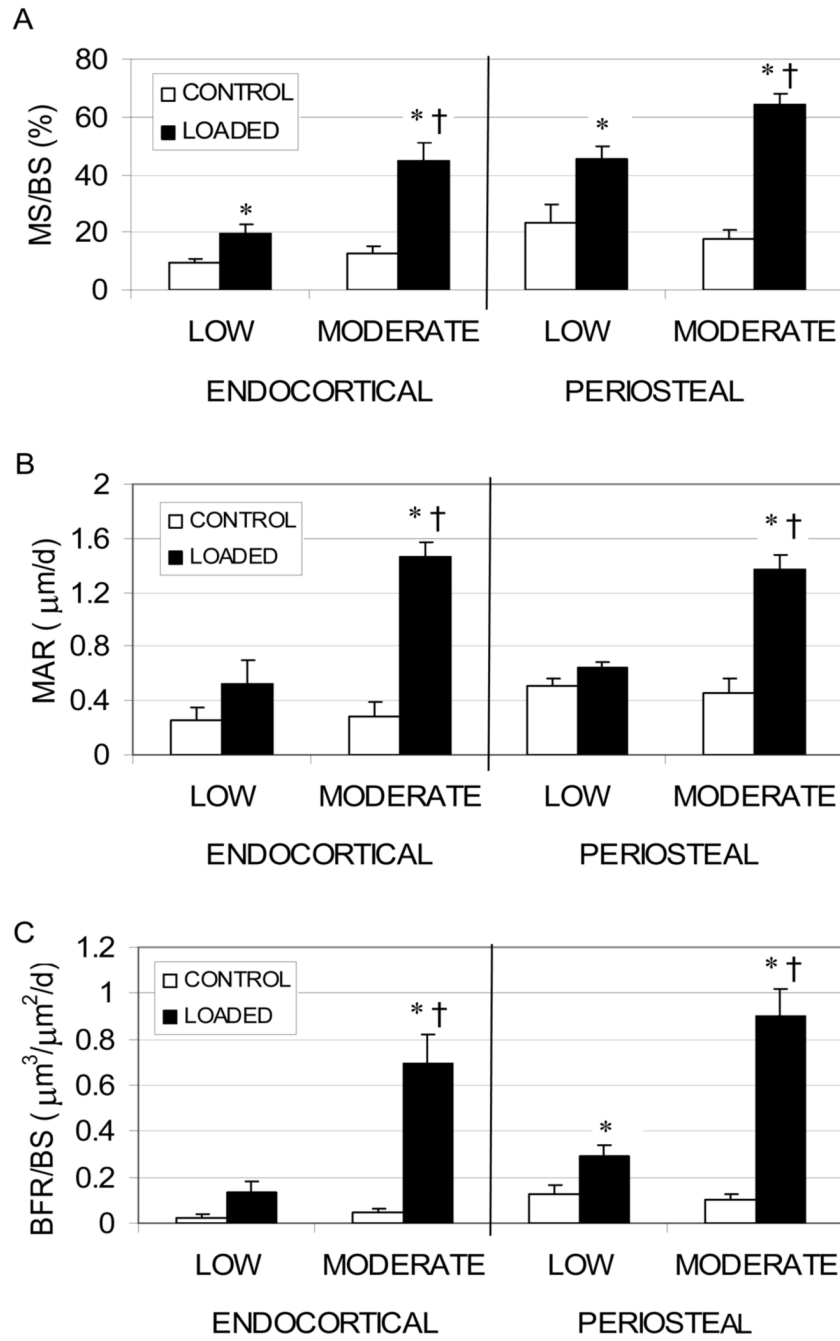 A
MS/BS (%)
80
60
40
20
0
CONTROL
LOADED
*
* †
*
* †
LOW MODERATE LOW MODERATE
ENDOCORTICAL PERIOSTEAL
B
MAR ( μm/d)
2
1.6
1.2
0.8
0.4
0
CONTROL
LOADED
* †
* †
LOW MODERATE LOW MODERATE
ENDOCORTICAL PERIOSTEAL
C
BFR/BS ( μm³/μm²/d)
1.2
1
0.8
0.6
0.4
0.2
0
CONTROL
LOADED
* †
*
* †
LOW MODERATE LOW MODERATE
ENDOCORTICAL PERIOSTEAL